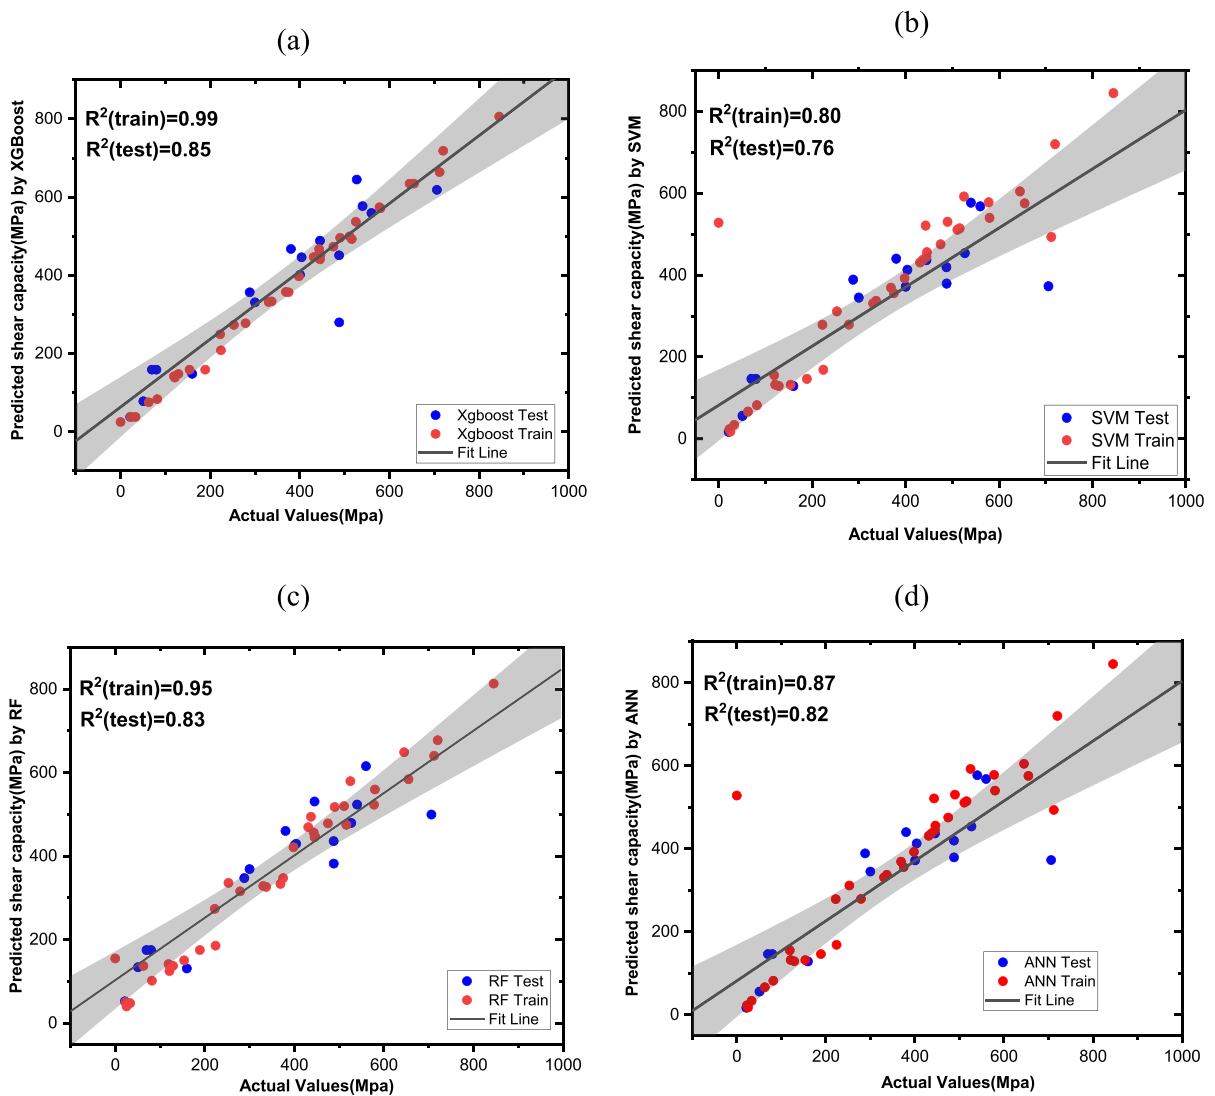 (a)
R²(train)=0.99
R²(test)=0.85
Predicted shear capacity(MPa) by XGBoost
800
600
400
200
0
Xgboost Test
Xgboost Train
Fit Line
0 200 400 600 800 1000
Actual Values(Mpa)
(b)
R²(train)=0.80
R²(test)=0.76
Predicted shear capacity(MPa) by SVM
800
600
400
200
0
SVM Test
SVM Train
Fit Line
0 200 400 600 800 1000
Actual Values(Mpa)
(c)
R²(train)=0.95
R²(test)=0.83
Predicted shear capacity(MPa) by RF
800
600
400
200
0
RF Test
RF Train
Fit Line
0 200 400 600 800 1000
Actual Values(Mpa)
(d)
R²(train)=0.87
R²(test)=0.82
Predicted shear capacity(MPa) by ANN
800
600
400
200
0
ANN Test
ANN Train
Fit Line
0 200 400 600 800 1000
Actual Values(Mpa)